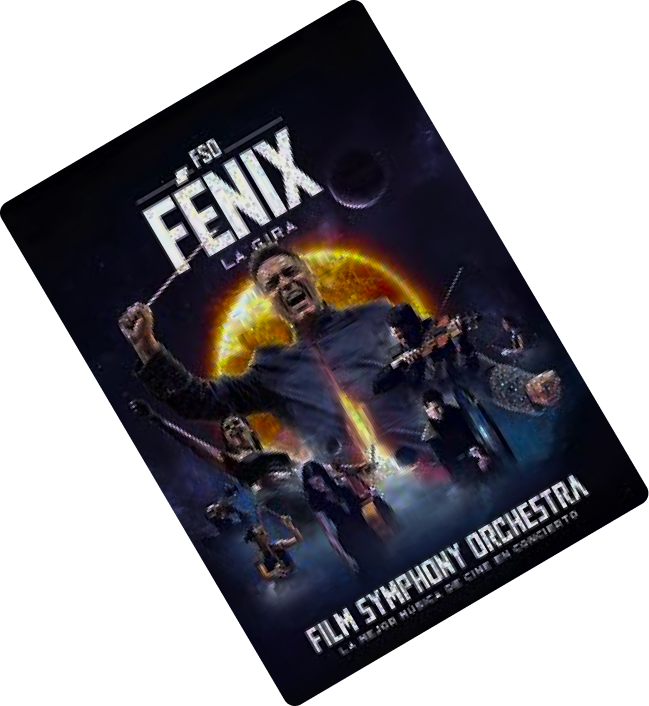 FSO
FÉNIX
LA GIRA
FILM SYMPHONY ORCHESTRA
LA MEJOR MÚSICA DE CINE EN CONCIERTO